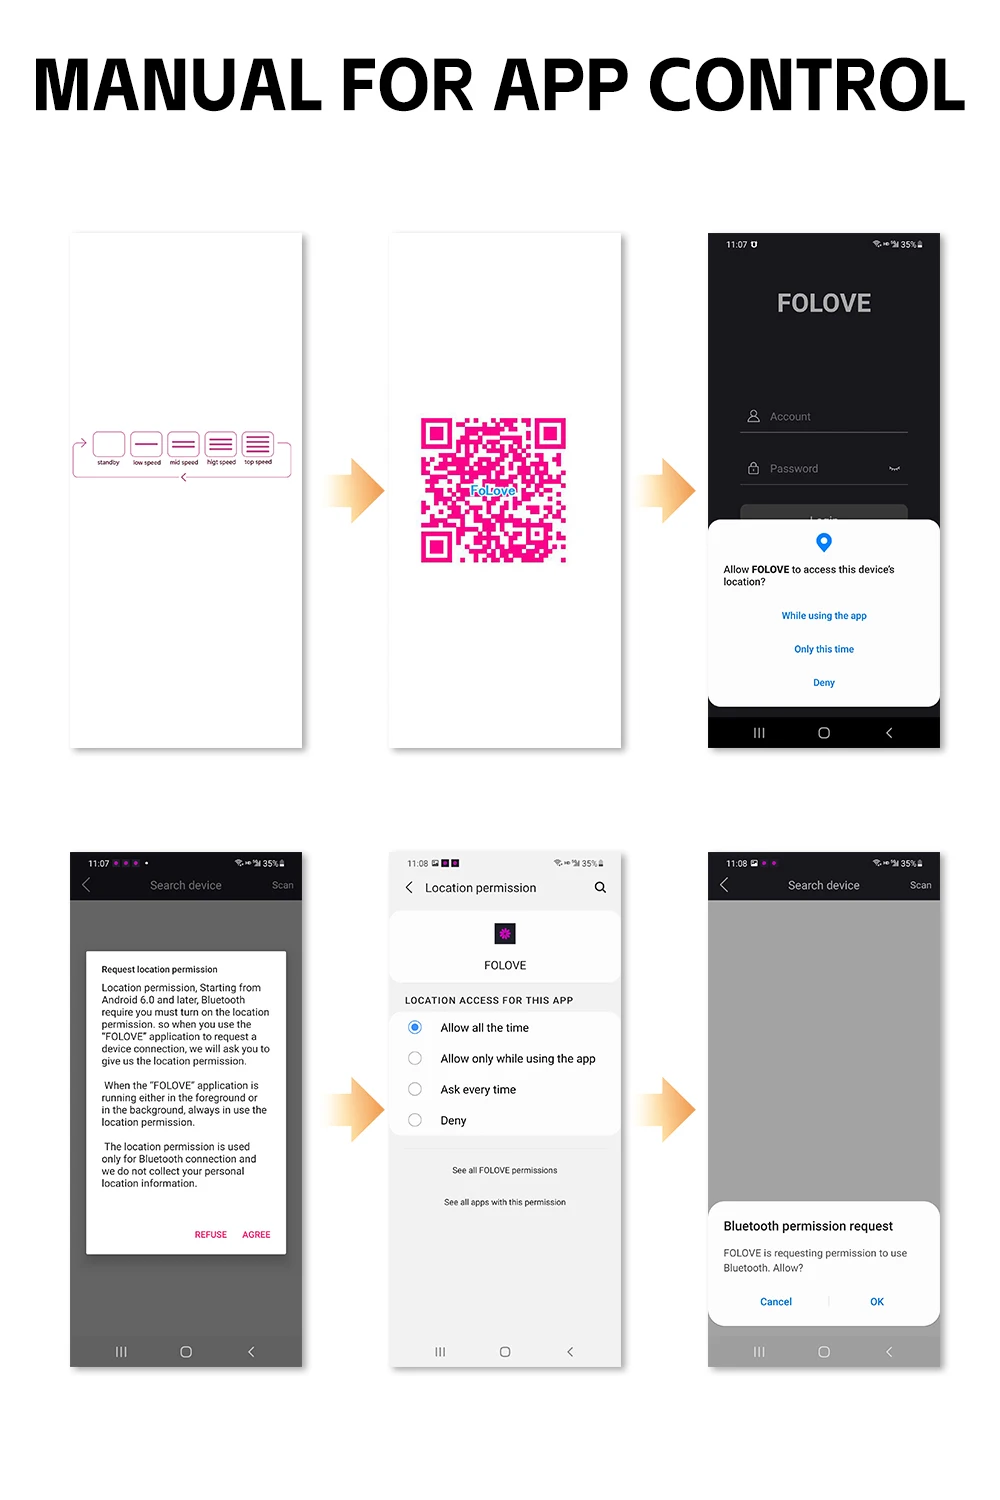 MANUAL FOR APP CONTROL
standby low speed mid speed higt speed top speed
FoLove
11:07 35%
FOLOVE
Account
Password
Login
Allow FOLOVE to access this device's
location?
While using the app
Only this time
Deny
11:07 35%
Search device Scan
Request location permission
Location permission, Starting from
Android 6.0 and later, Bluetooth
require you must turn on the location
permission. so when you use the
"FOLOVE" application to request a
device connection, we will ask you to
give us the location permission.
When the "FOLOVE" application is
running either in the foreground or
in the background, always in use the
location permission.
The location permission is used
only for Bluetooth connection and
we do not collect your personal
location information.
REFUSE AGREE
11:08 35%
Location permission
FOLOVE
LOCATION ACCESS FOR THIS APP
Allow all the time
Allow only while using the app
Ask every time
Deny
See all FOLOVE permissions
See all apps with this permission
11:08 35%
Search device Scan
Bluetooth permission request
FOLOVE is requesting permission to use
Bluetooth. Allow?
Cancel OK